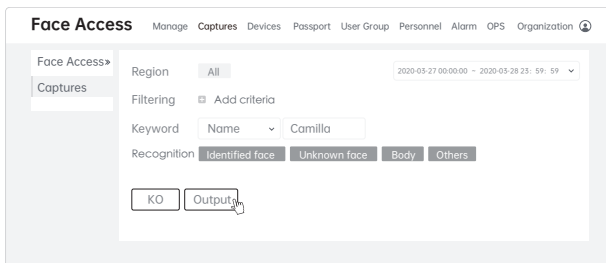 Face Access Manage Captures Devices Passport User Group Personnel Alarm OPS Organization
Face Access»
Captures
Region All 2020-03-27 00:00:00 ~ 2020-03-28 23: 59: 59
Filtering Add criteria
Keyword Name Camilla
Recognition Identified face Unknown face Body Others
KO Output